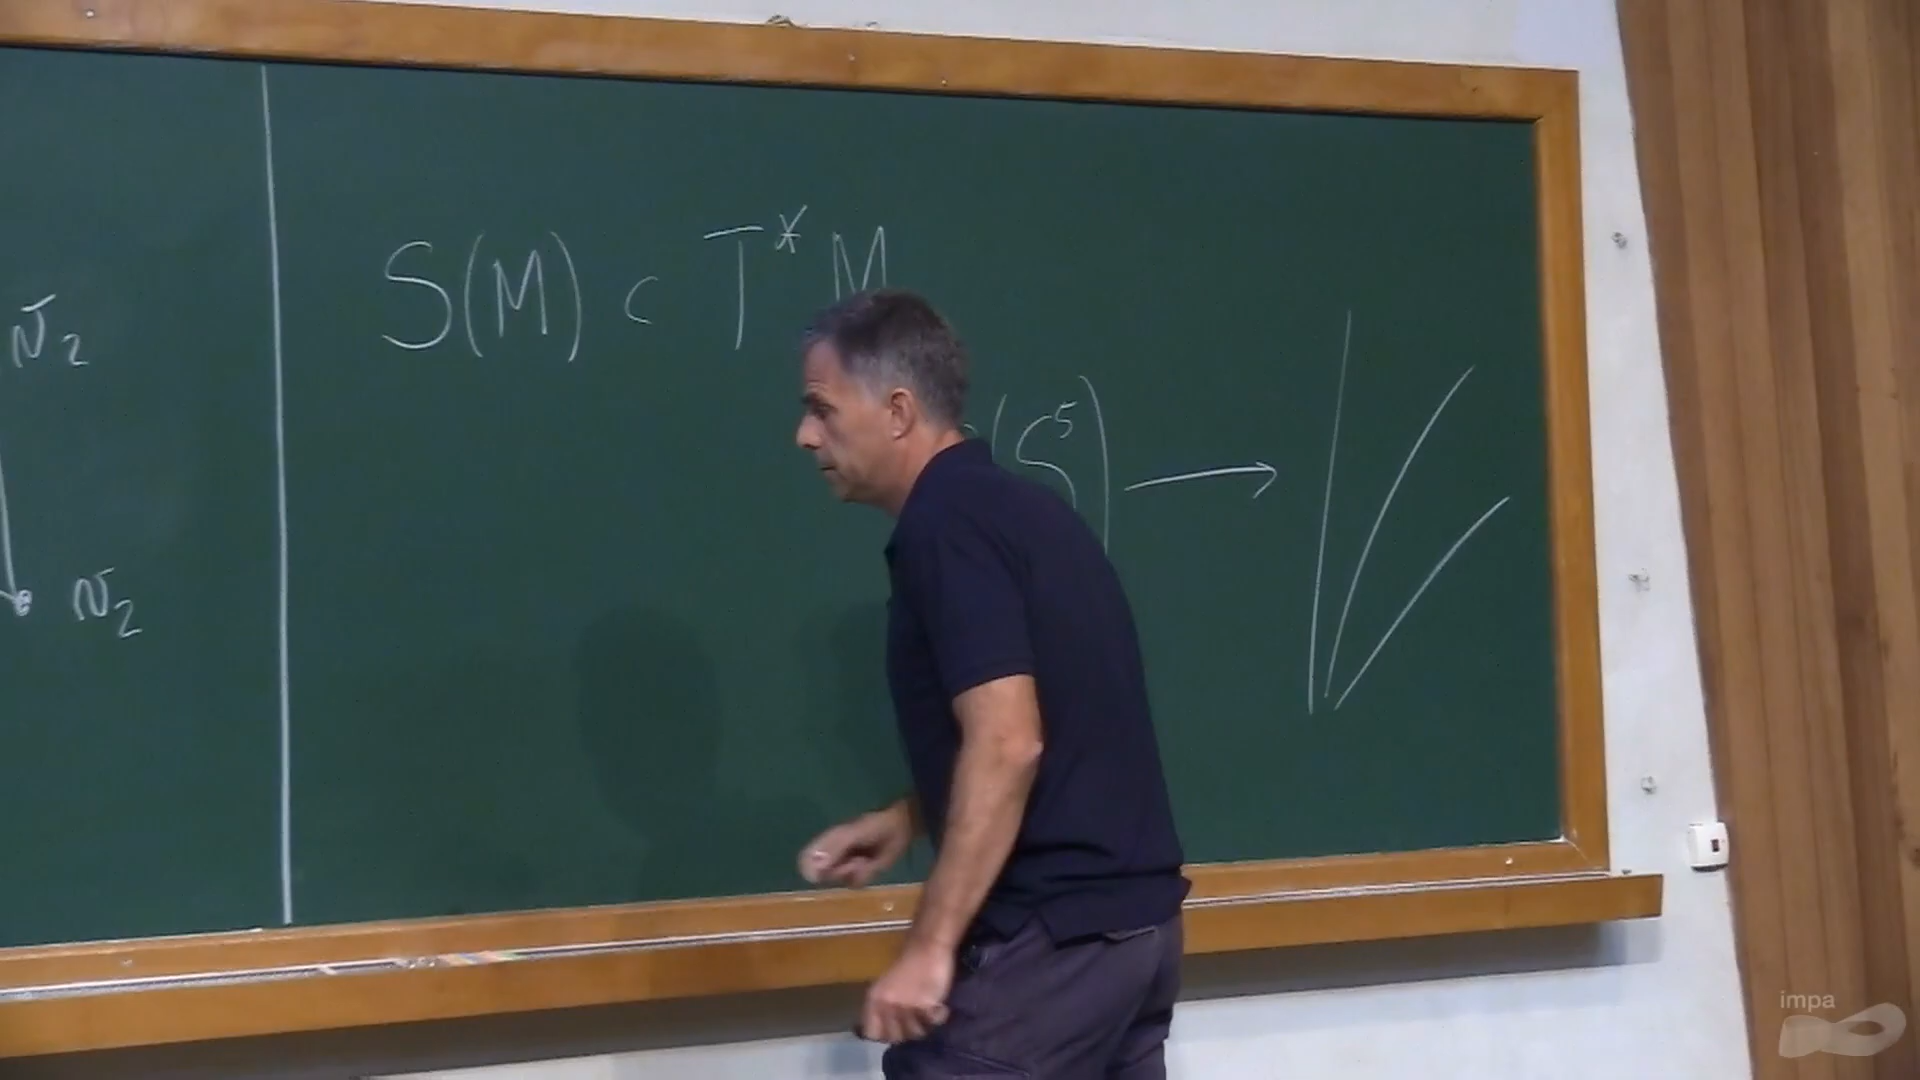 S(M) ⊂ T* M
N₂
(S⁵) →
N₂
impa